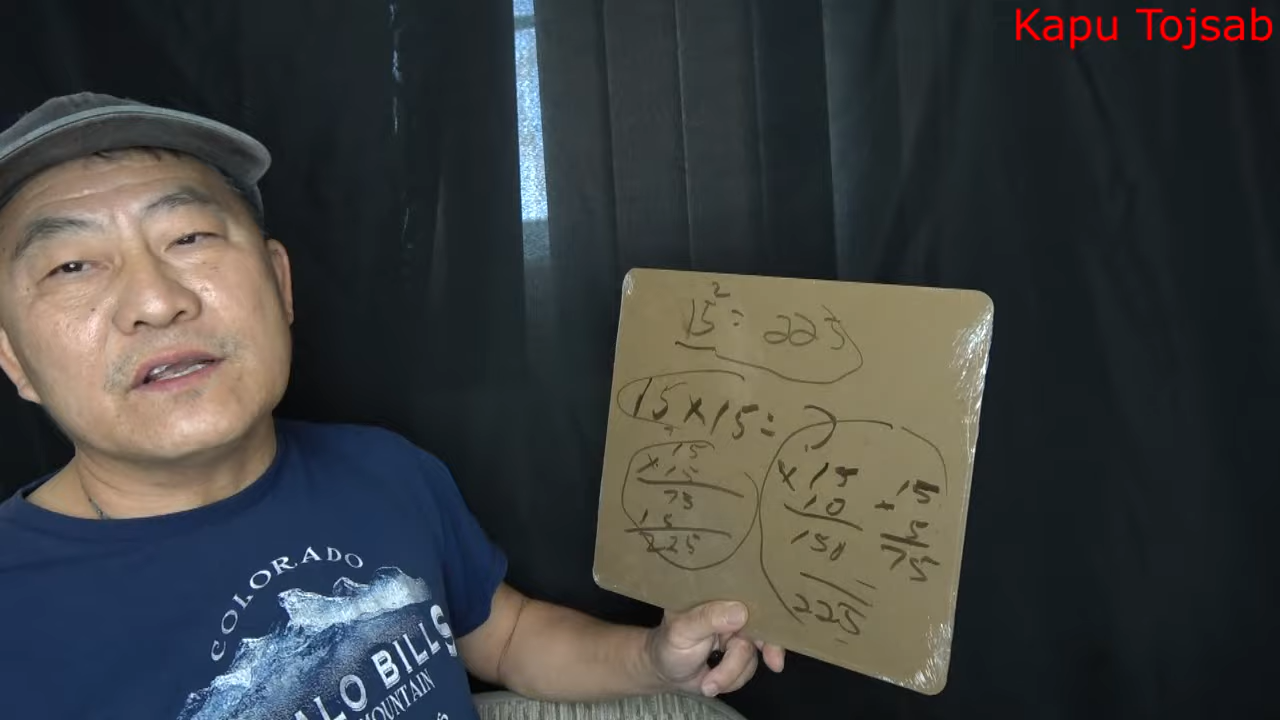 Kapu Tojsab
15² = 225
15 x 15 = ?
15
x 15
75
15
225
x 15
10
150
15
x 5
75
225
COLORADO
LO BILLS
MOUNTAIN